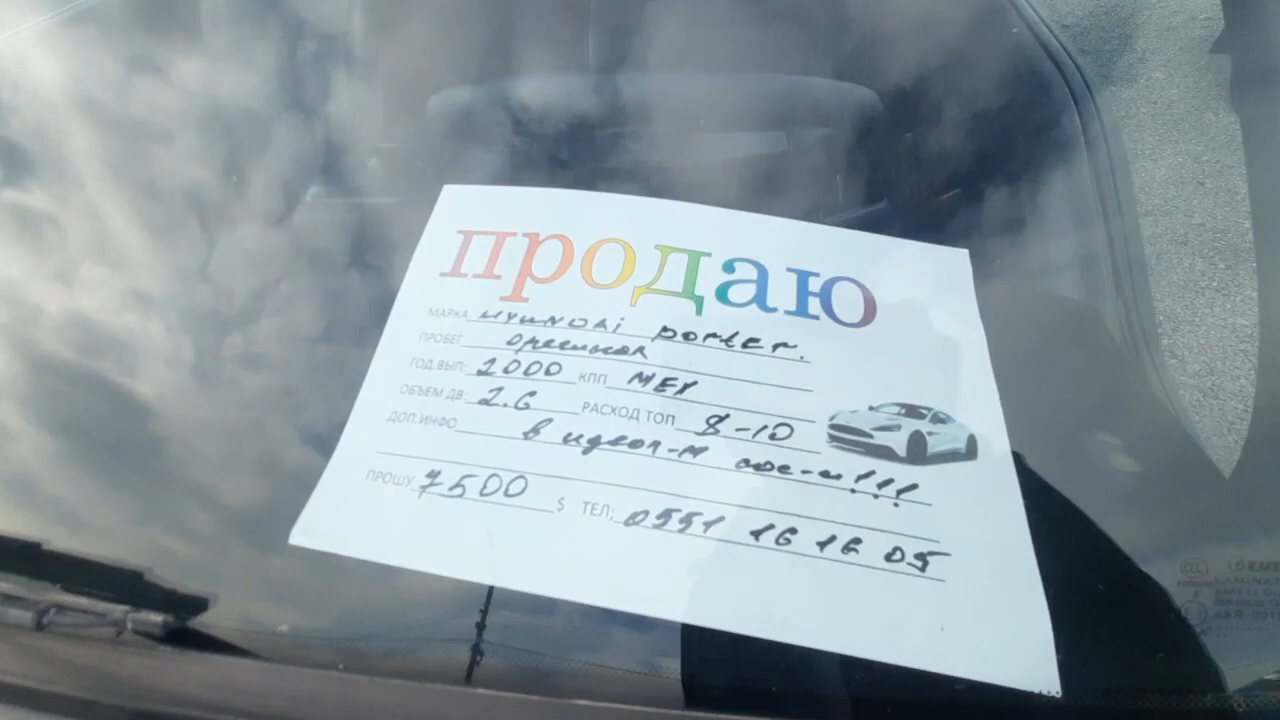 продаю
МАРКА HYUNDAi porter.
ПРОБЕГ
ГОД.ВЫП: 2000 КПП МЕХ
ОБЪЕМ ДВ: 2.6 РАСХОД ТОП 8-10
ДОП.ИНФО в идеал-м сос-и!!!
ПРОШУ 7500 $ ТЕЛ; 0551 16 16 05